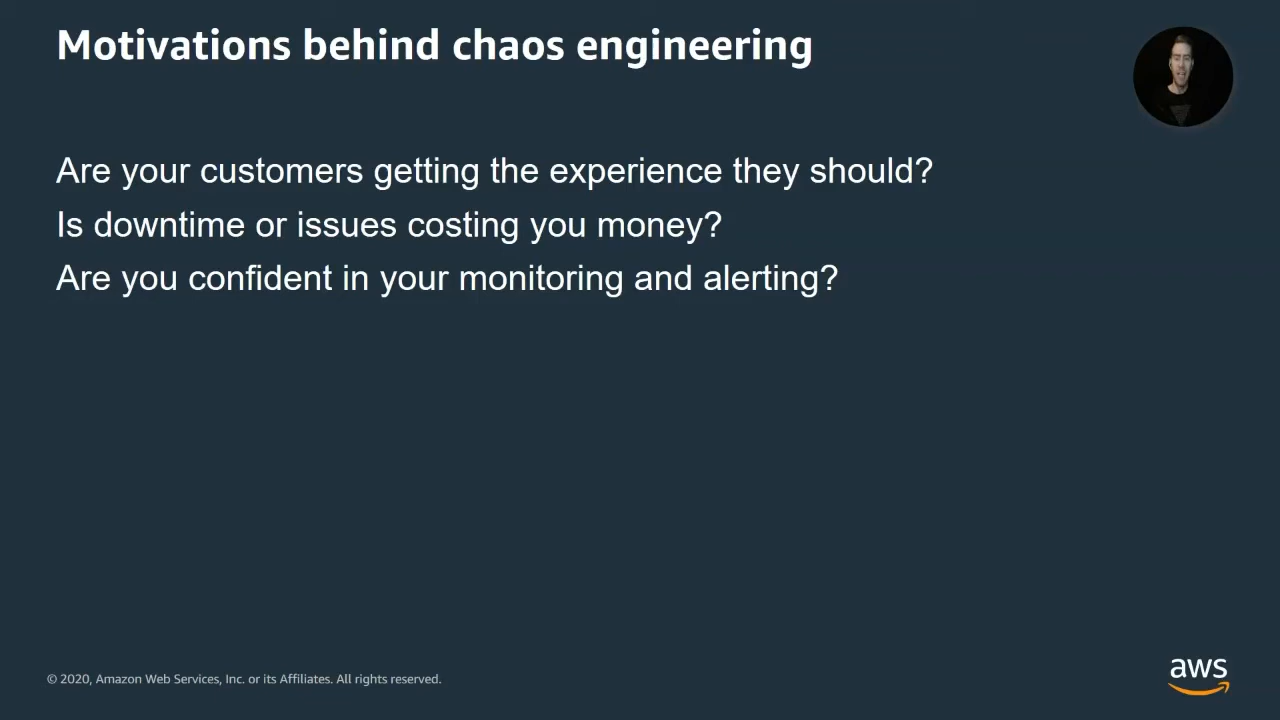 Motivations behind chaos engineering
Are your customers getting the experience they should?
Is downtime or issues costing you money?
Are you confident in your monitoring and alerting?
© 2020, Amazon Web Services, Inc. or its Affiliates. All rights reserved.
aws